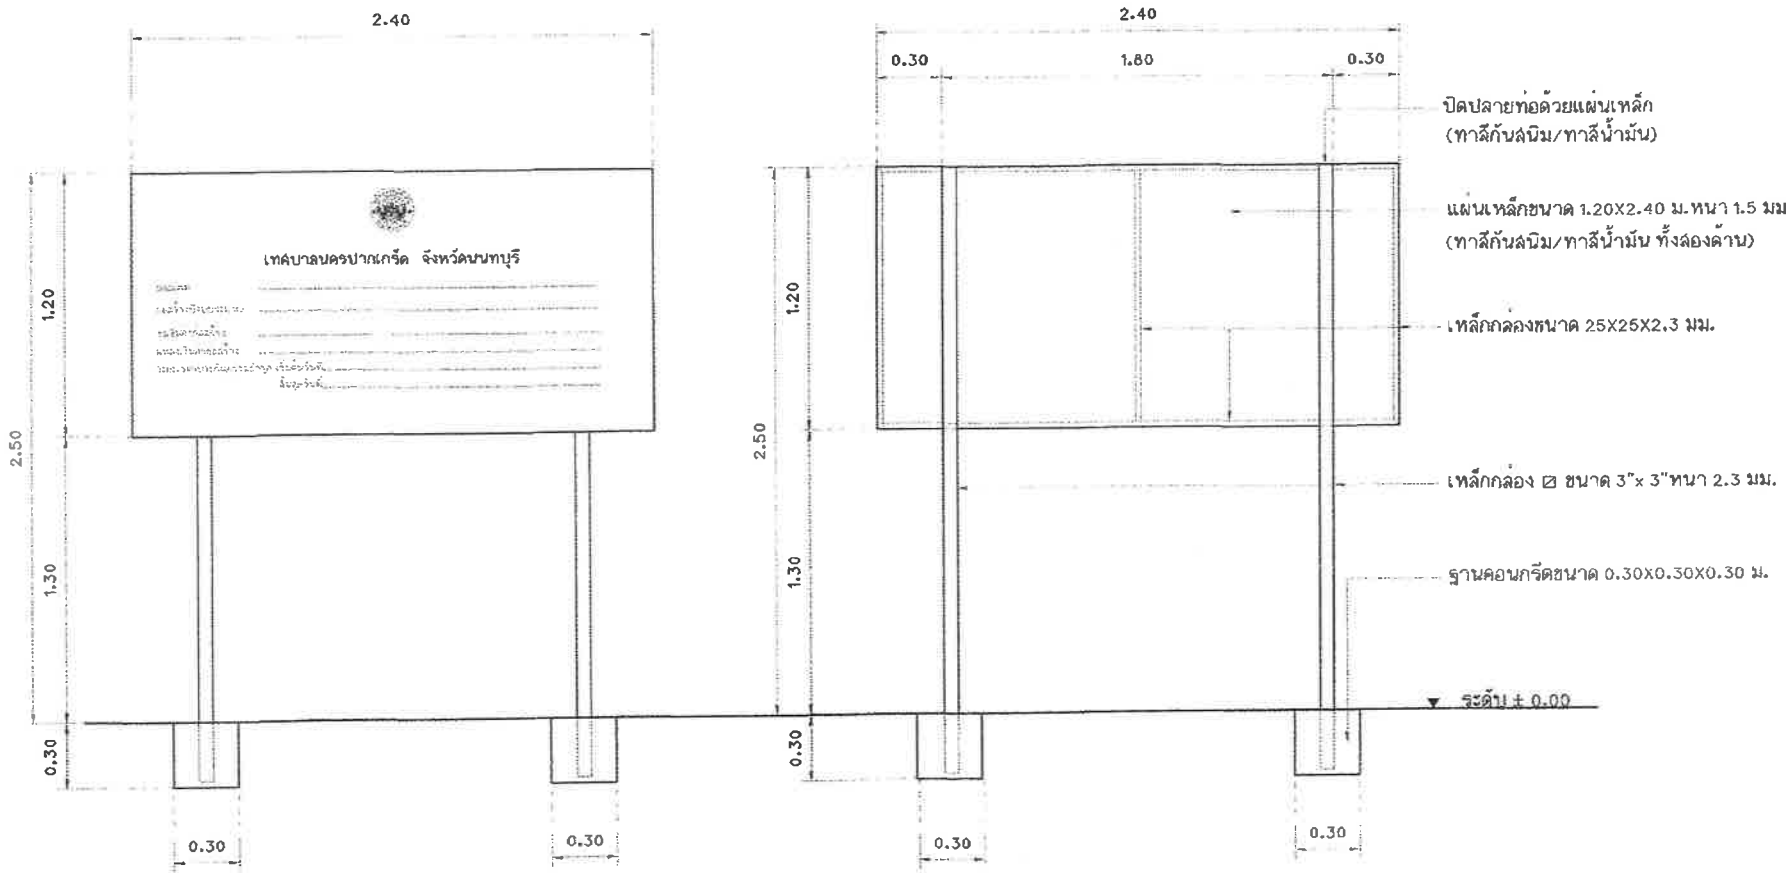 2.40
2.50
1.20
1.30
0.30
เทศบาลนครปากเกร็ด จังหวัดนนทบุรี
0.30
0.30
2.40
0.30
1.80
0.30
2.50
1.20
1.30
0.30
0.30
0.30
ปิดปลายท่อด้วยแผ่นเหล็ก
(ทาสีกันสนิม/ทาสีน้ำมัน)
แผ่นเหล็กขนาด 1.20X2.40 ม.หนา 1.5 มม
(ทาสีกันสนิม/ทาสีน้ำมัน ทั้งสองด้าน)
เหล็กกล่องขนาด 25X25X2.3 มม.
เหล็กกล่อง ⧄ ขนาด 3"x 3"หนา 2.3 มม.
ฐานคอนกรีตขนาด 0.30X0.30X0.30 ม.
ระดับ ± 0.00